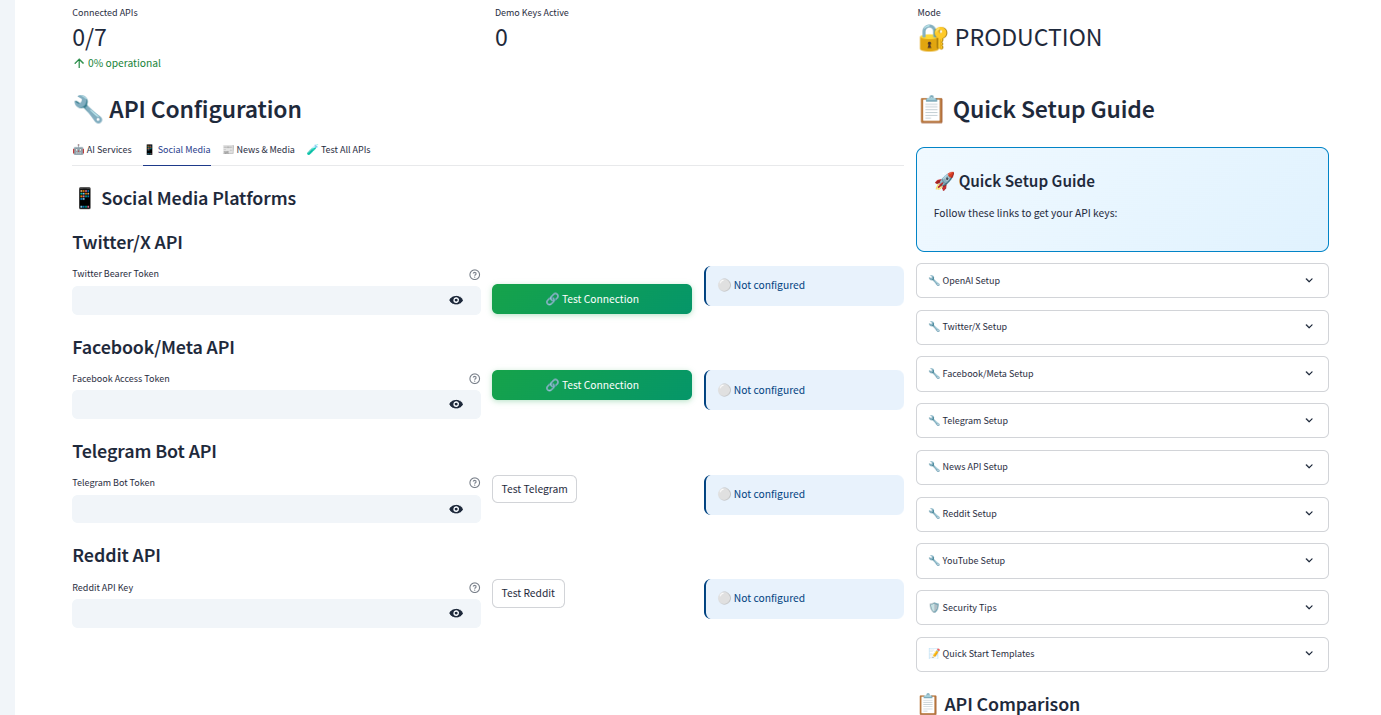 Connected APIs
0/7
↑ 0% operational
Demo Keys Active
0
Mode
🔐 PRODUCTION
🔧 API Configuration
🤖 AI Services 📱 Social Media 📰 News & Media 🧪 Test All APIs
📱 Social Media Platforms
Twitter/X API
Twitter Bearer Token
🔗 Test Connection
Not configured
Facebook/Meta API
Facebook Access Token
🔗 Test Connection
Not configured
Telegram Bot API
Telegram Bot Token
Test Telegram
Not configured
Reddit API
Reddit API Key
Test Reddit
Not configured
📋 Quick Setup Guide
🚀 Quick Setup Guide
Follow these links to get your API keys:
🔧 OpenAI Setup
🔧 Twitter/X Setup
🔧 Facebook/Meta Setup
🔧 Telegram Setup
🔧 News API Setup
🔧 Reddit Setup
🔧 YouTube Setup
🛡️ Security Tips
📝 Quick Start Templates
📋 API Comparison